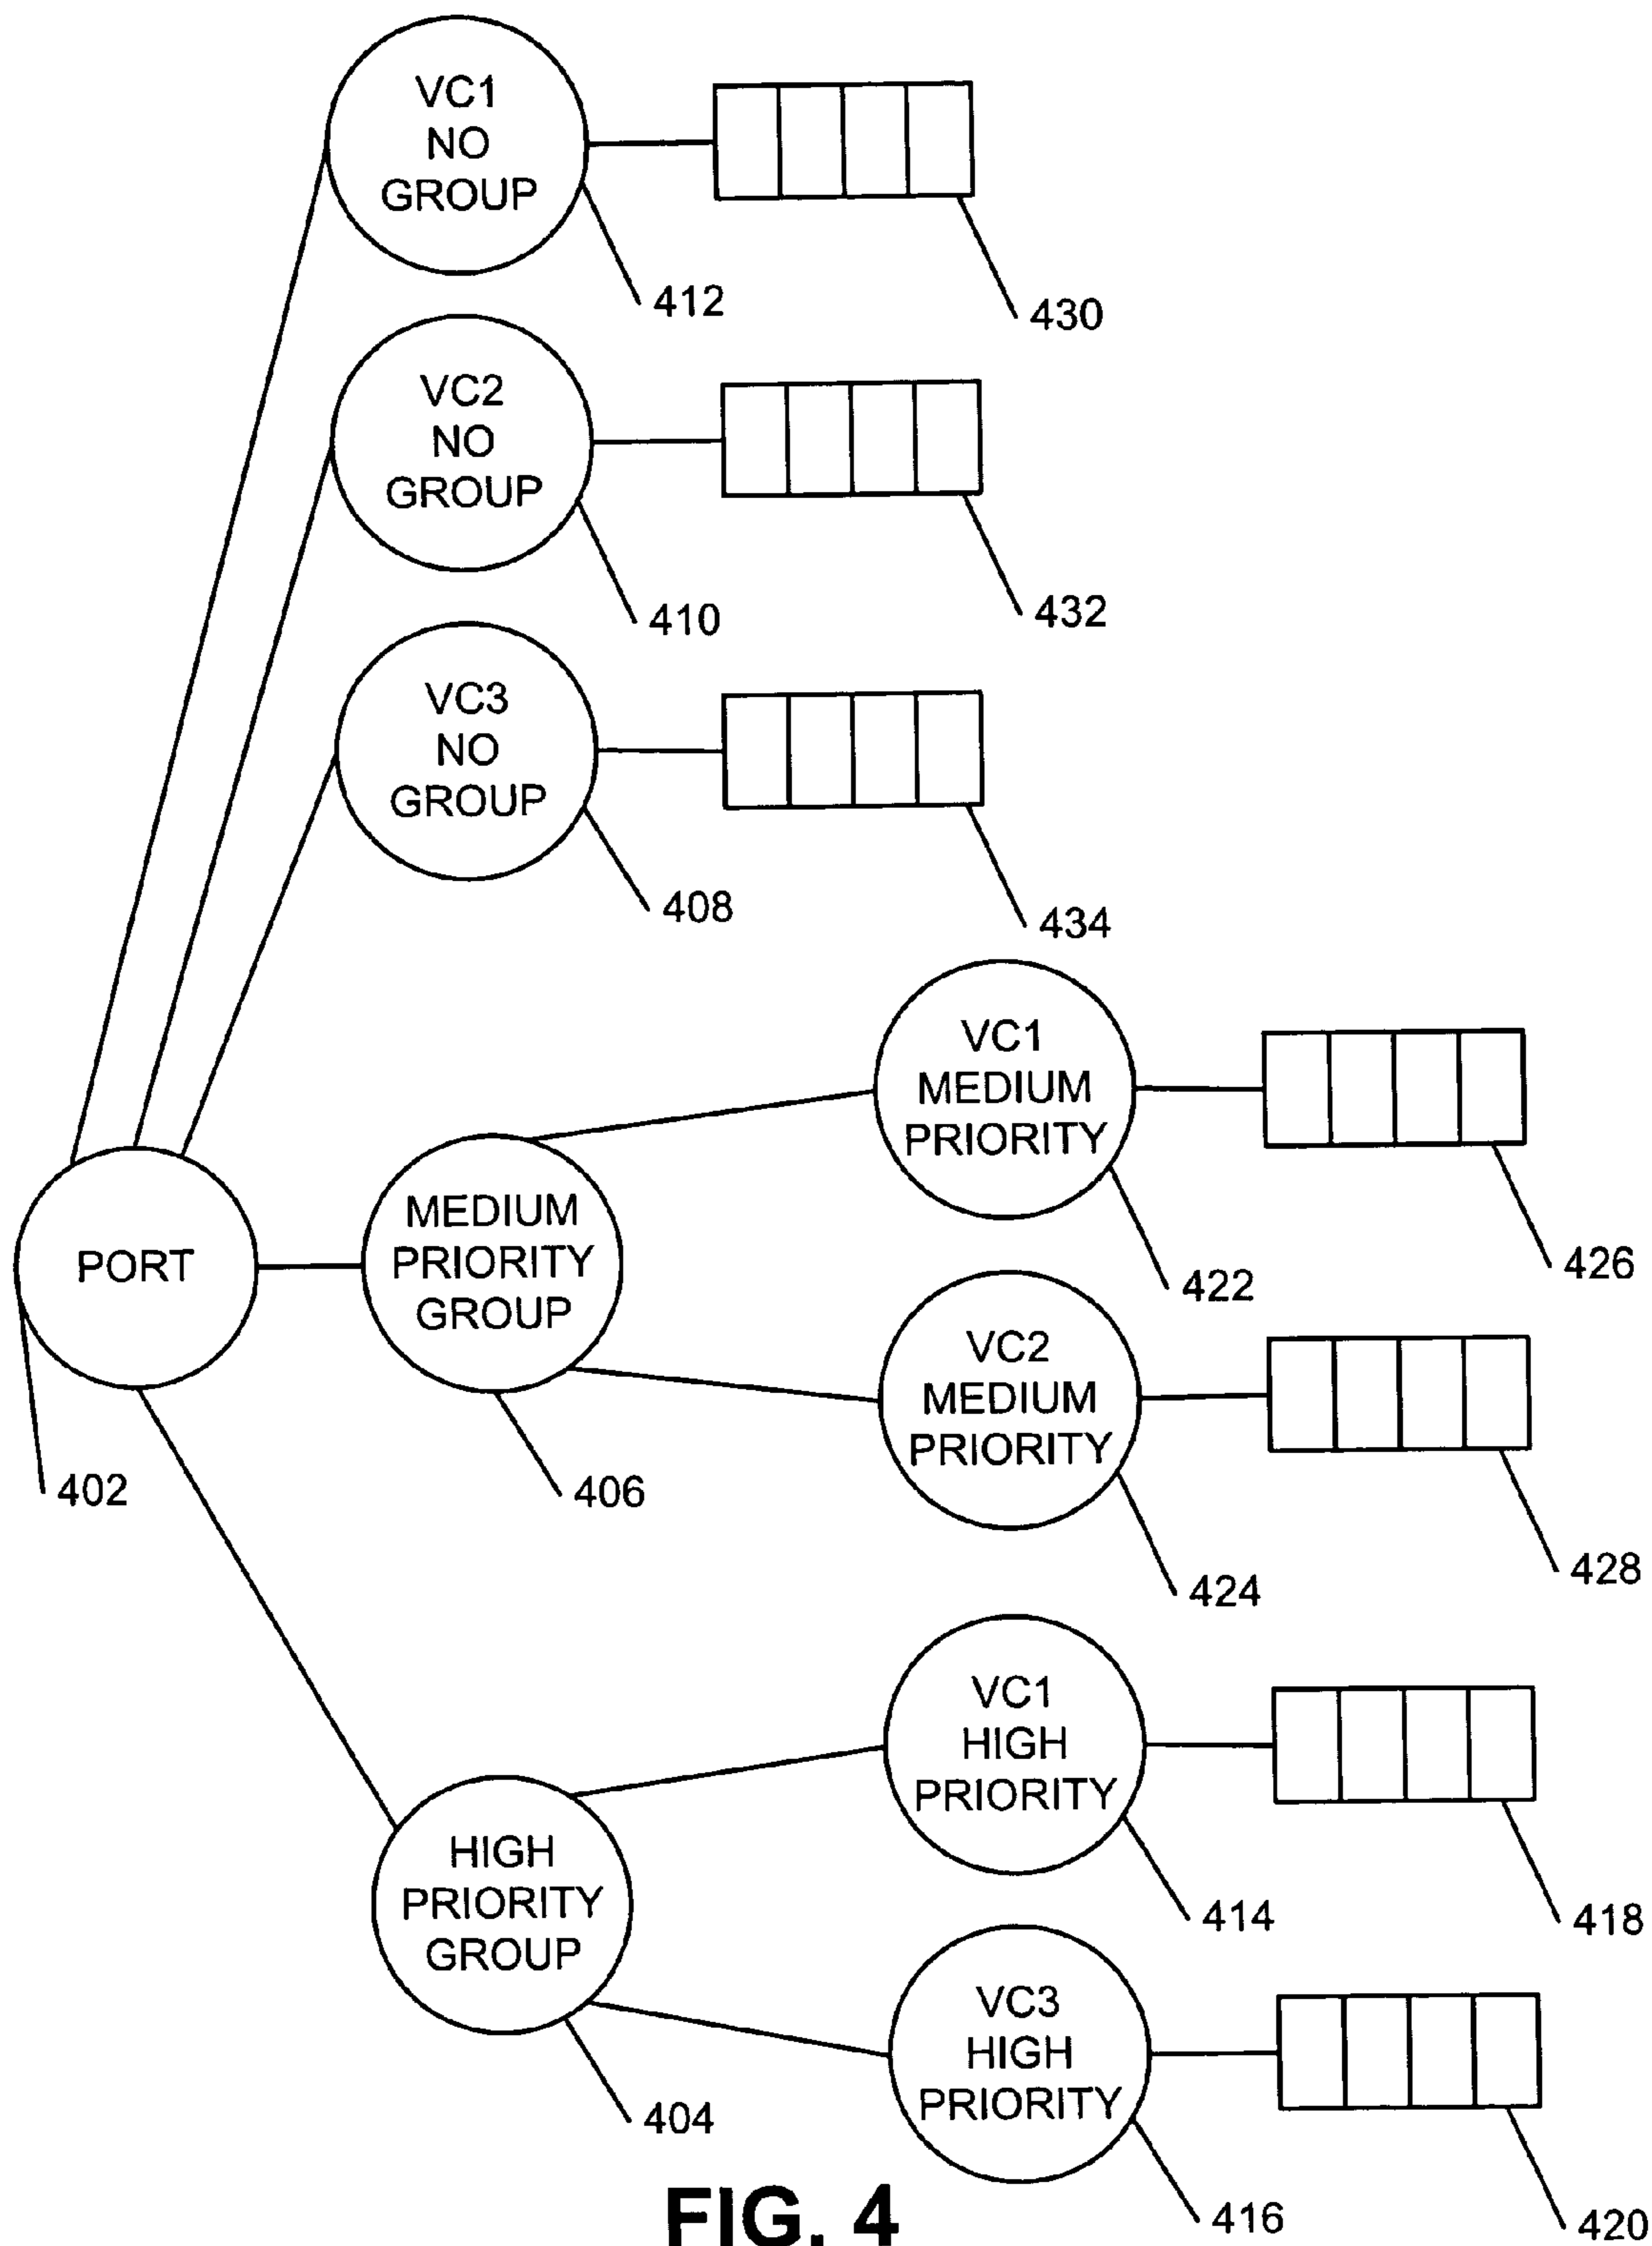 VC1
NO
GROUP
412
430
VC2
NO
GROUP
410
432
VC3
NO
GROUP
408
434
VC1
MEDIUM
PRIORITY
422
426
PORT
402
MEDIUM
PRIORITY
GROUP
406
VC2
MEDIUM
PRIORITY
424
428
VC1
HIGH
PRIORITY
414
418
HIGH
PRIORITY
GROUP
404
VC3
HIGH
PRIORITY
416
420
FIG. 4